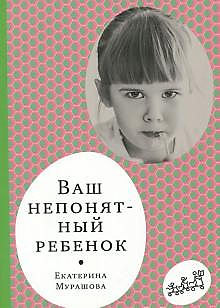 Ваш
непонят-
ный
ребенок
Екатерина
Мурашова